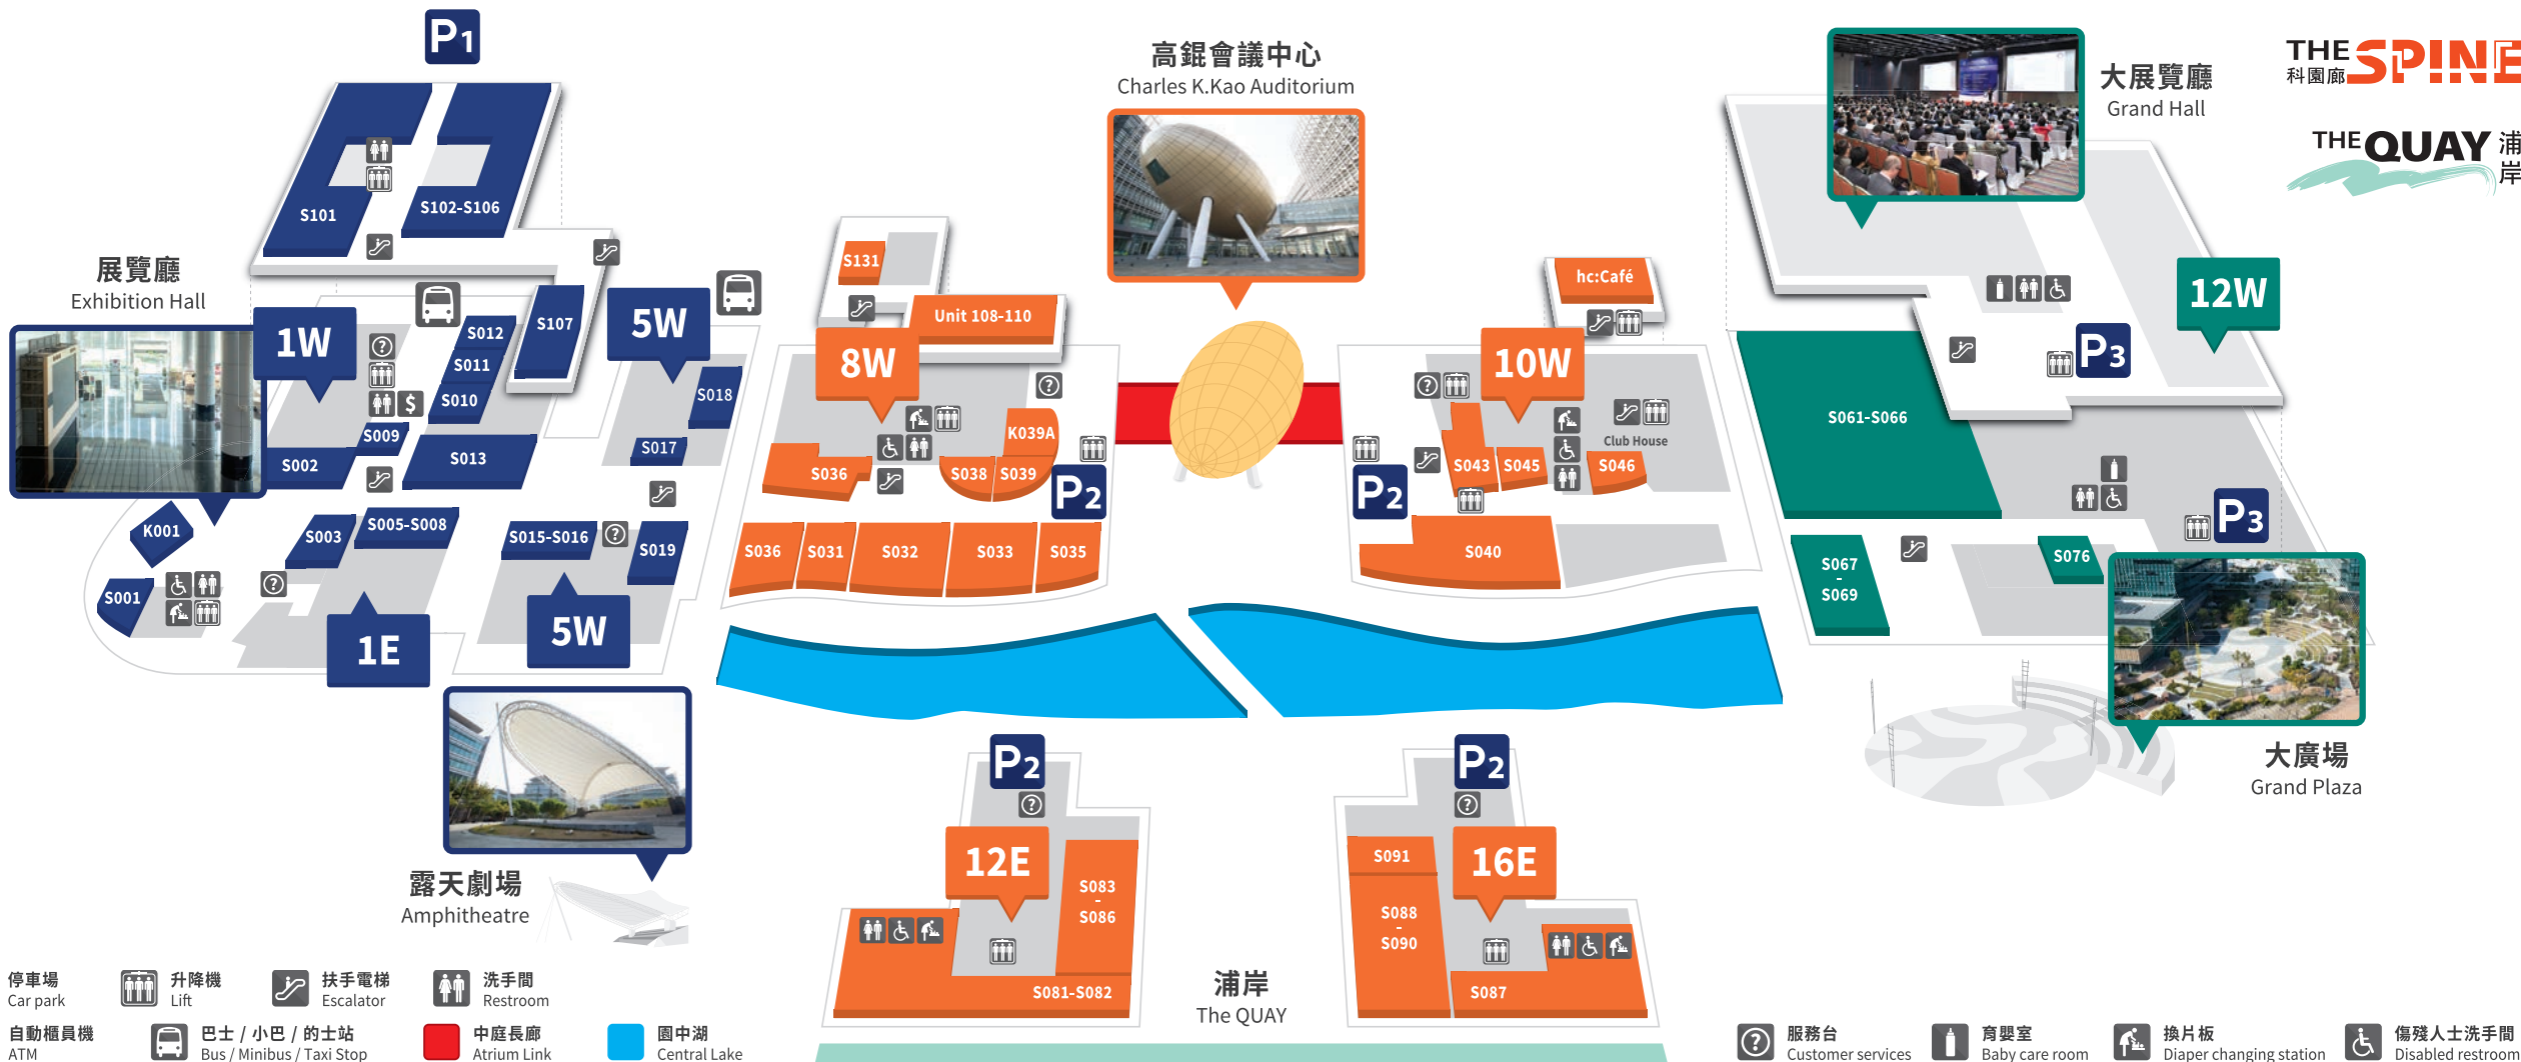 P1
高錕會議中心
Charles K.Kao Auditorium
大展覽廳
Grand Hall
THE SPINE
科園廊
THE QUAY 浦岸
S101
S102-S106
展覽廳
Exhibition Hall
1W
S012
S011
S010
S009
S107
5W
S018
S017
S002
S013
K001
S001
S003
S005-S008
S015-S016
S019
1E
5W
$
?
?
?
S131
Unit 108-110
8W
?
K039A
S036
S038
S039
P2
S036
S031
S032
S033
S035
hc:Café
10W
?
Club House
S043
S045
S046
P2
S040
12W
P3
S061-S066
P3
S067
-
S069
S076
大廣場
Grand Plaza
露天劇場
Amphitheatre
P2
?
12E
S083
-
S086
S081-S082
P2
?
16E
S091
S088
-
S090
S087
浦岸
The QUAY
停車場
Car park
升降機
Lift
扶手電梯
Escalator
洗手間
Restroom
自動櫃員機
ATM
巴士 / 小巴 / 的士站
Bus / Minibus / Taxi Stop
中庭長廊
Atrium Link
園中湖
Central Lake
?
服務台
Customer services
育嬰室
Baby care room
換片板
Diaper changing station
傷殘人士洗手間
Disabled restroom